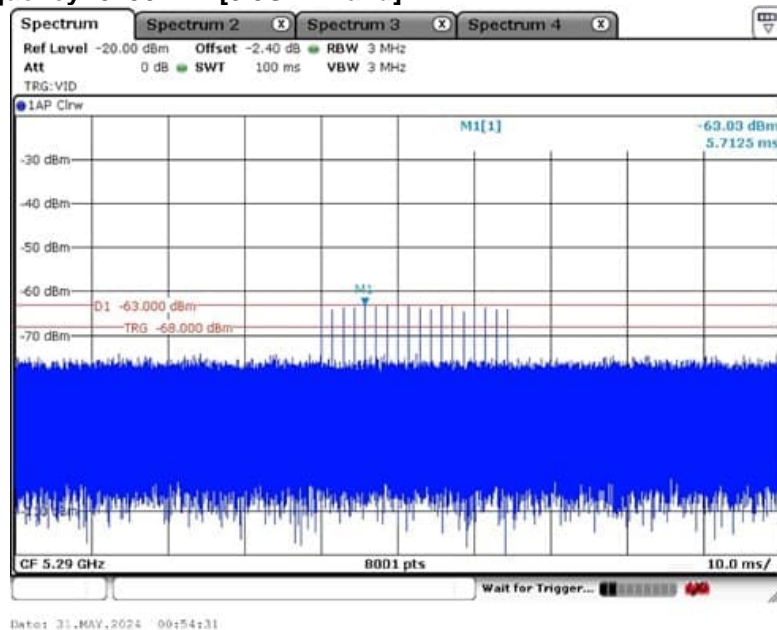 Spectrum Spectrum 2 X Spectrum 3 X Spectrum 4 X
Ref Level -20.00 dBm Offset -2.40 dB RBW 3 MHz
Att 0 dB SWT 100 ms VBW 3 MHz
TRG:VID
1AP Clrw
M1[1] -63.03 dBm
5.7125 ms
-30 dBm
-40 dBm
-50 dBm
-60 dBm
M1
D1 -63.000 dBm
TRG -68.000 dBm
-70 dBm
CF 5.29 GHz 8001 pts 10.0 ms/
Wait for Trigger...
Date: 31.MAY.2024 00:54:31